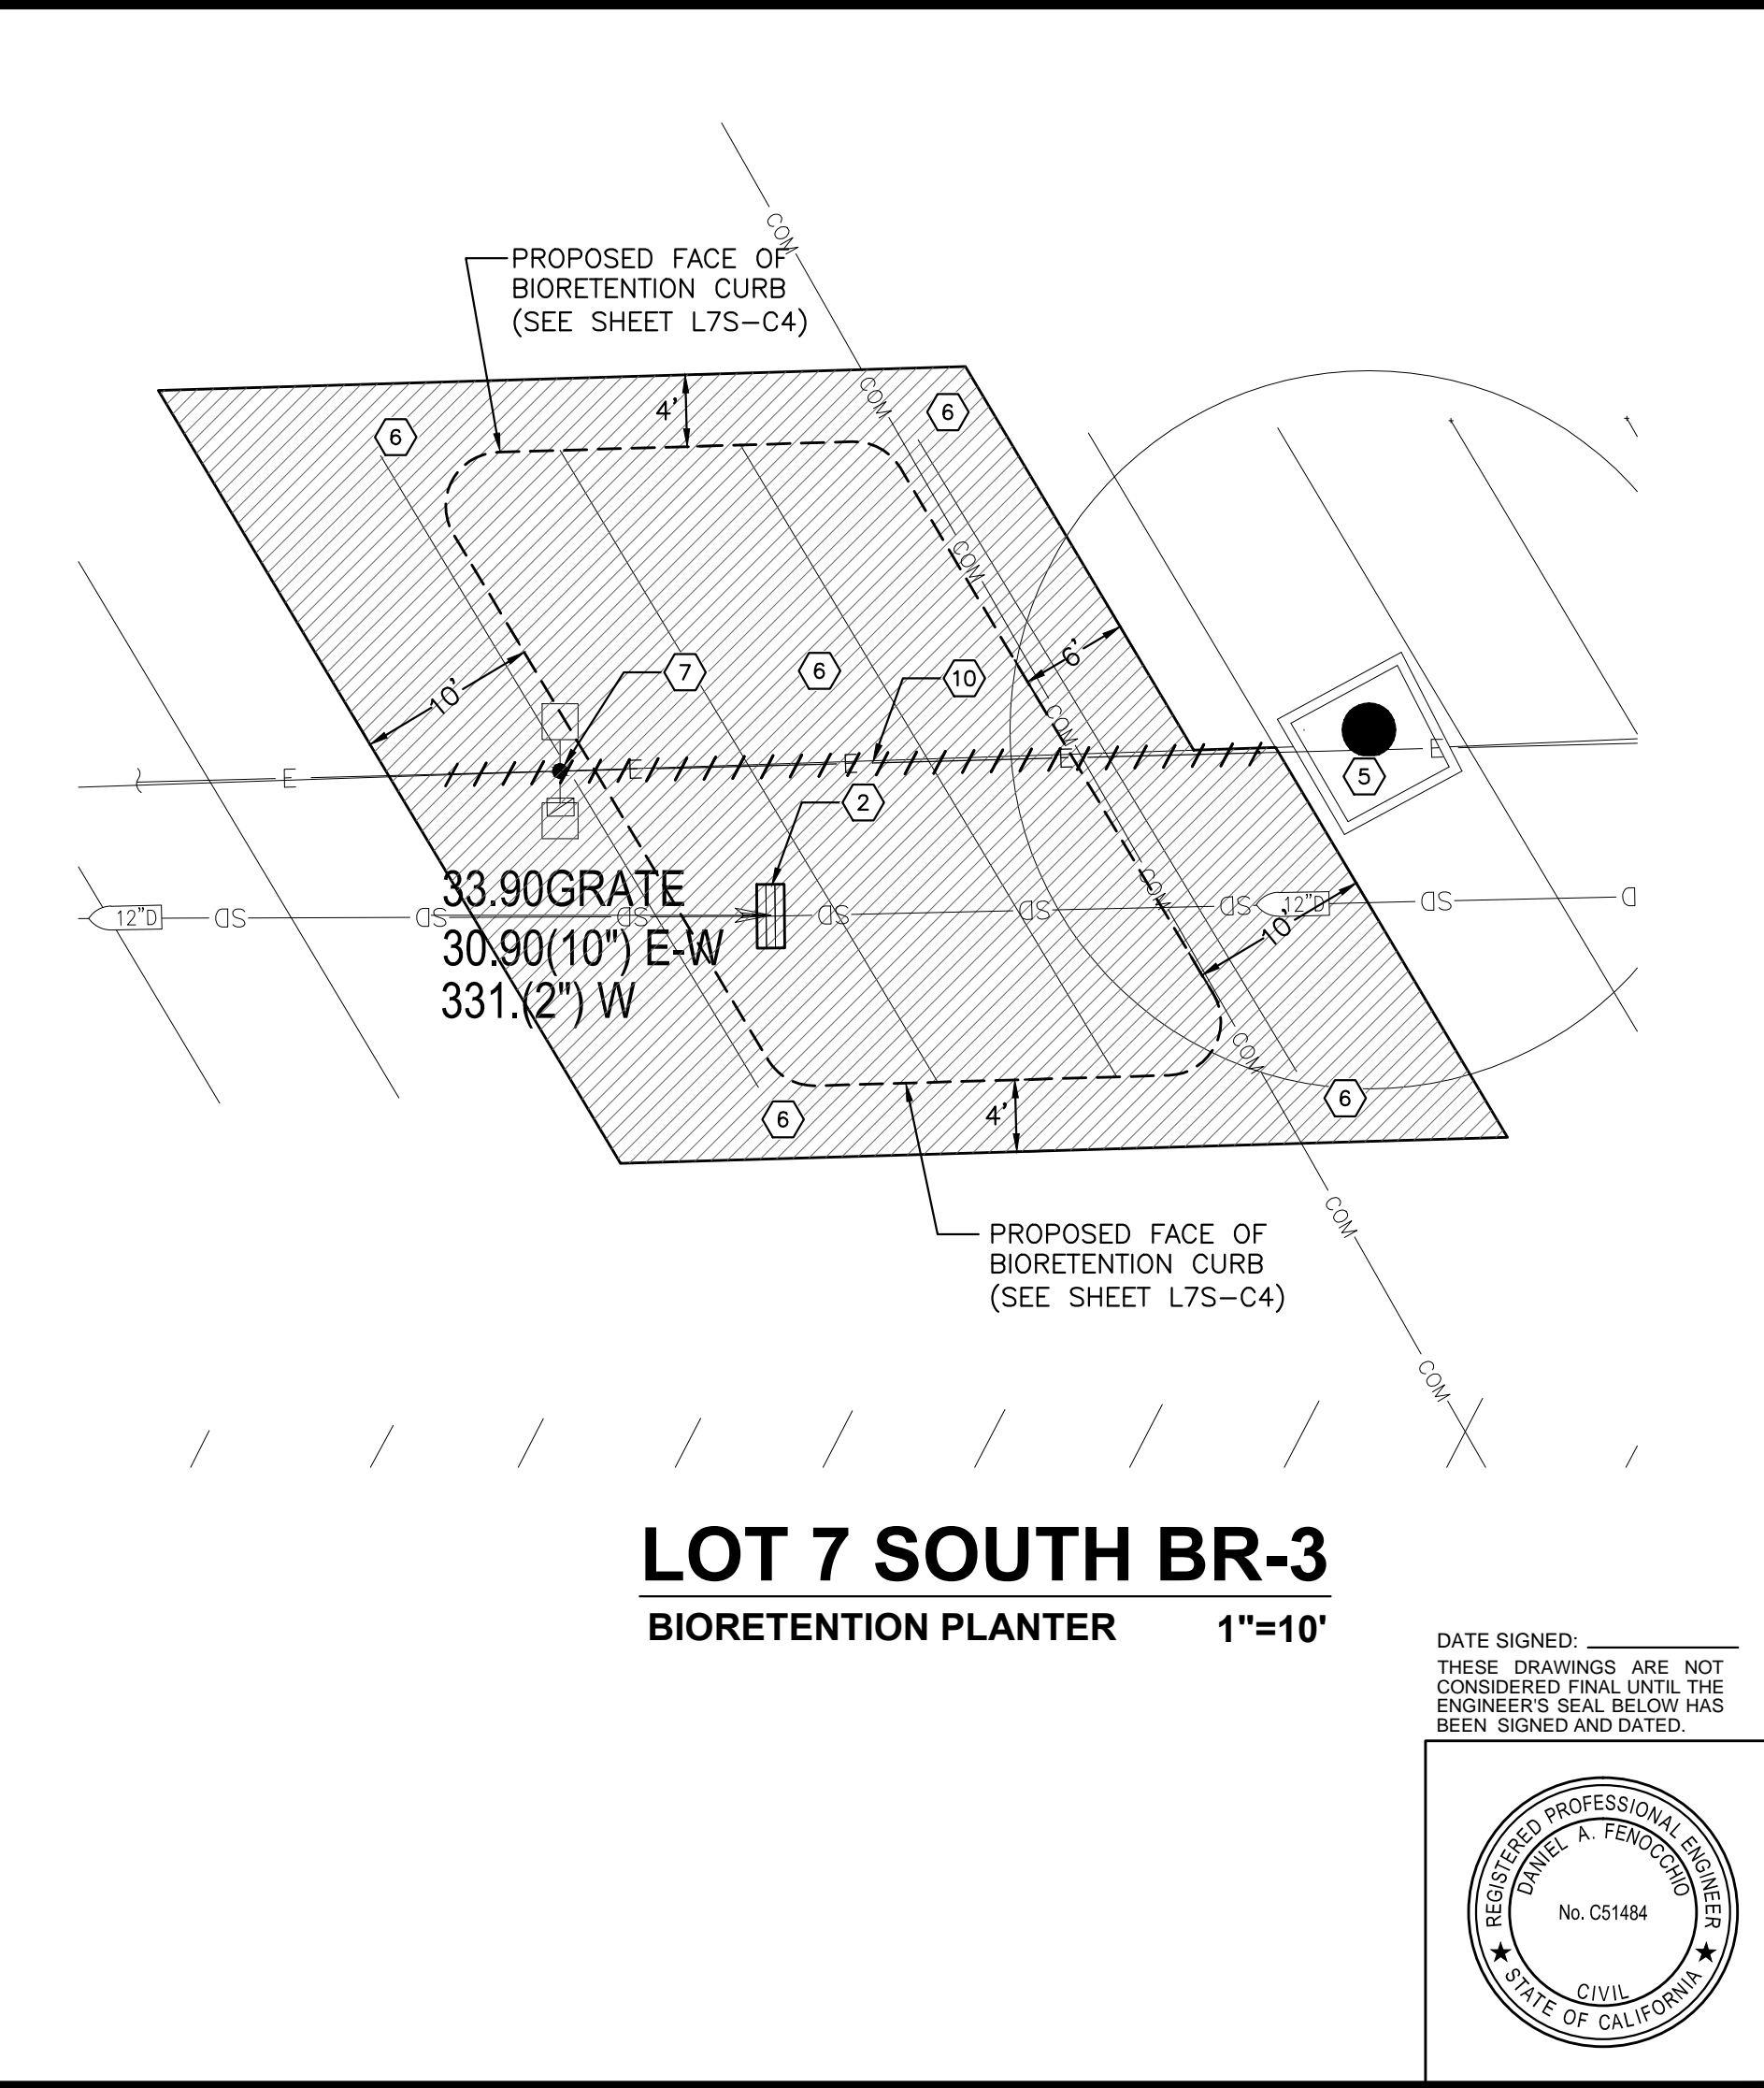 COM
PROPOSED FACE OF
BIORETENTION CURB
(SEE SHEET L7S-C4)
COM
4'
6
6
COM
6'
7
6
10
10'
COM
E
E
E
E
E
5
2
33.90GRATE
COM
12"D
SD
SD
SD
SD
SD
SD
12"D
SD
10'
30.90(10") E-W
331.(2") W
COM
6
4'
6
COM
PROPOSED FACE OF
BIORETENTION CURB
(SEE SHEET L7S-C4)
COM
LOT 7 SOUTH BR-3
BIORETENTION PLANTER 1"=10'
DATE SIGNED:
THESE DRAWINGS ARE NOT
CONSIDERED FINAL UNTIL THE
ENGINEER'S SEAL BELOW HAS
BEEN SIGNED AND DATED.
REGISTERED PROFESSIONAL ENGINEER
DANIEL A. FENOCCHIO
No. C51484
CIVIL
STATE OF CALIFORNIA